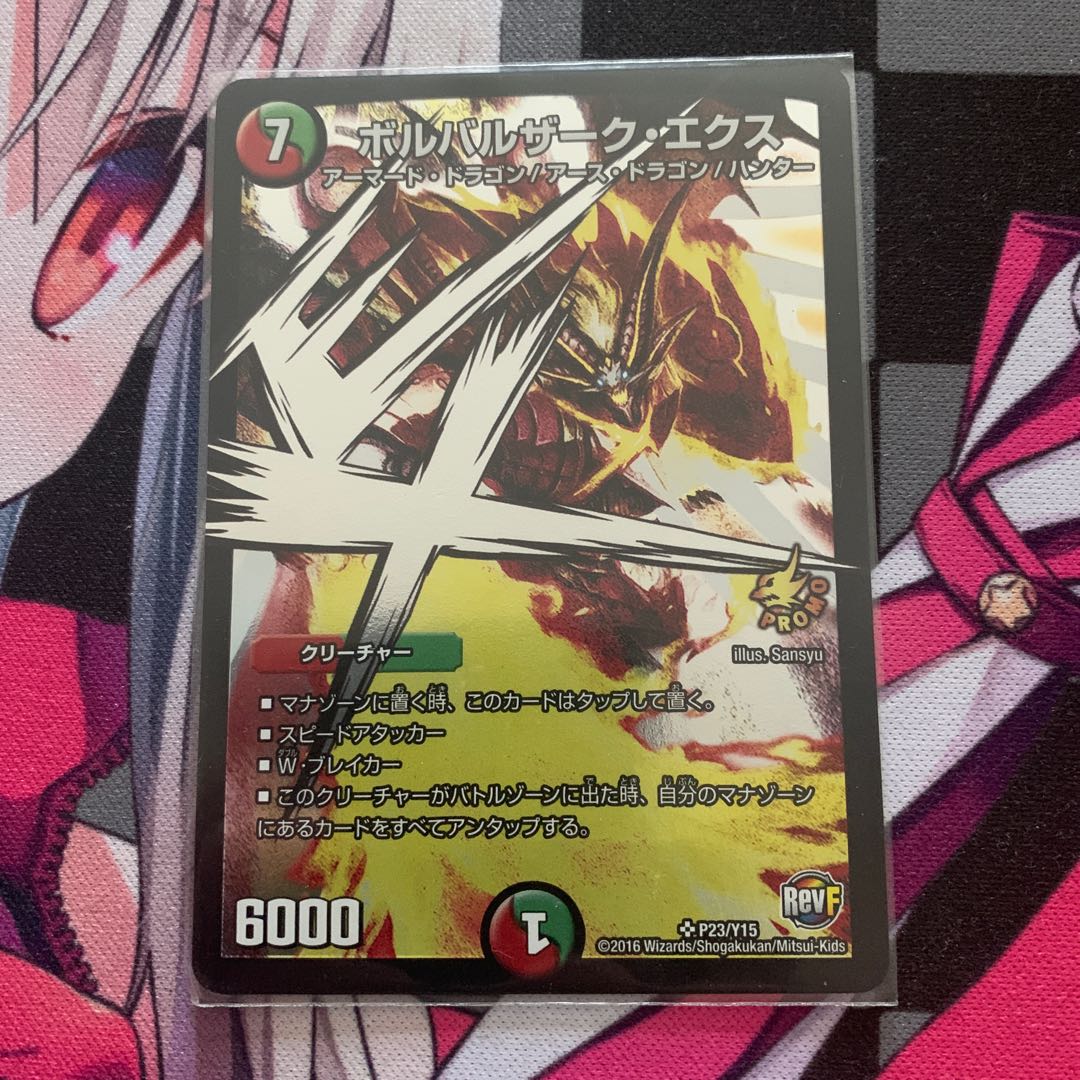 7
ボルバルザーク・エクス
アーマード・ドラゴン/アース・ドラゴン/ハンター
PROMO
illus. Sansyu
クリーチャー
■ マナゾーンに置く時、このカードはタップして置く。
■ スピードアタッカー
■ W・ブレイカー
■ このクリーチャーがバトルゾーンに出た時、自分のマナゾーン
にあるカードをすべてアンタップする。
RevF
6000
1
P23/Y15
©2016 Wizards/Shogakukan/Mitsui-Kids